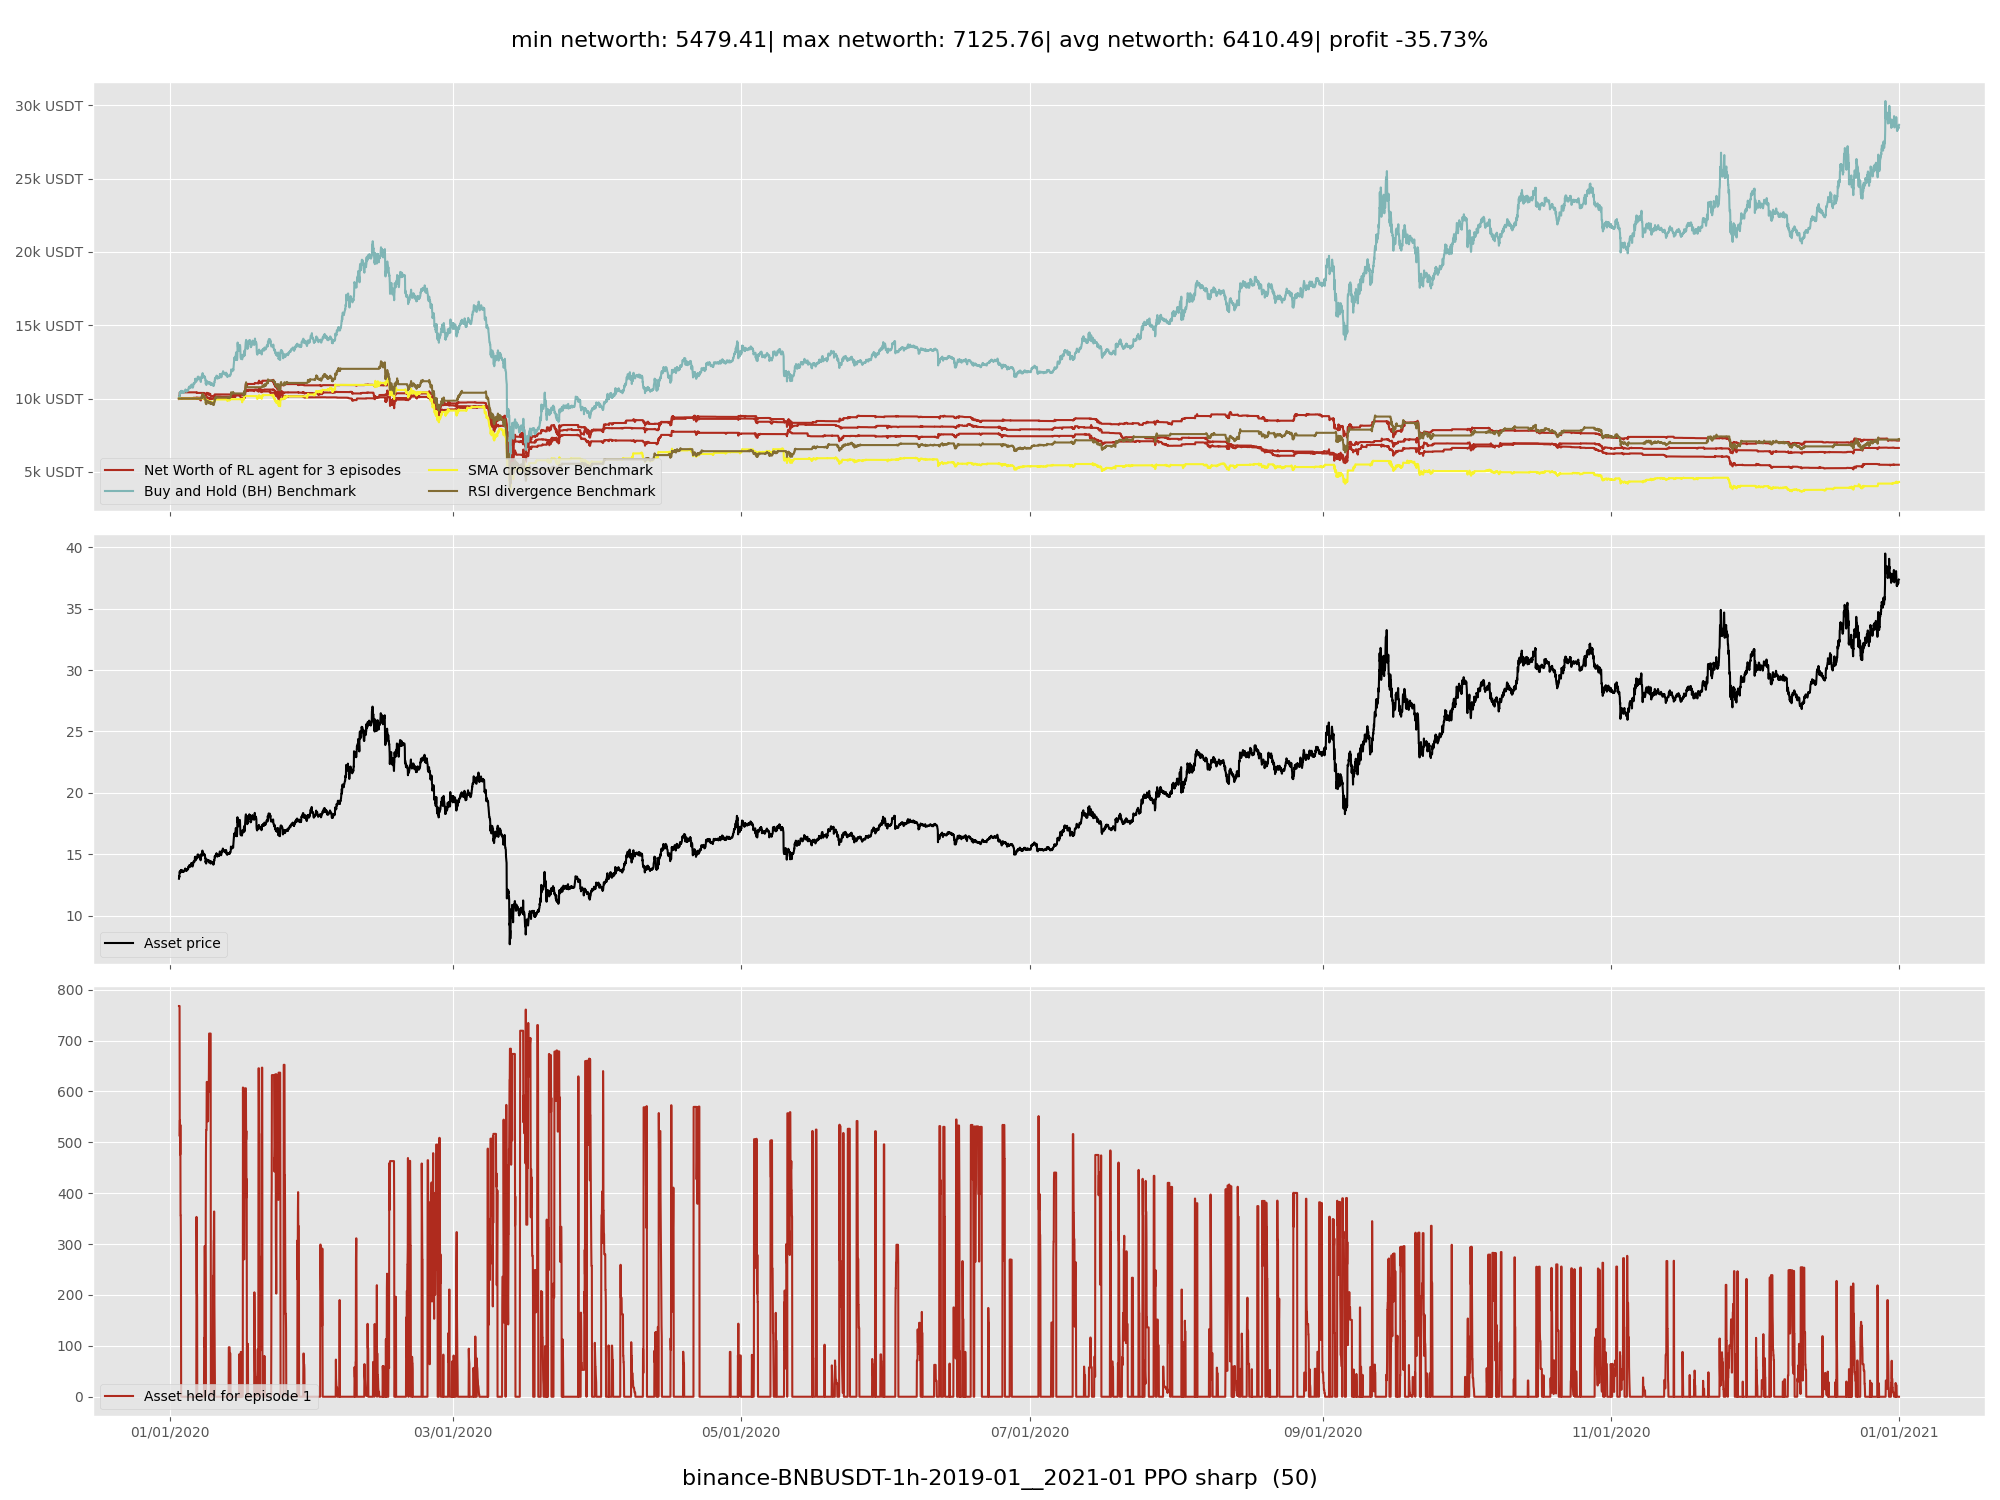 min networth: 5479.41| max networth: 7125.76| avg networth: 6410.49| profit -35.73%
30k USDT
25k USDT
20k USDT
15k USDT
10k USDT
5k USDT
Net Worth of RL agent for 3 episodes
Buy and Hold (BH) Benchmark
SMA crossover Benchmark
RSI divergence Benchmark
40
35
30
25
20
15
10
Asset price
800
700
600
500
400
300
200
100
0
Asset held for episode 1
01/01/2020 03/01/2020 05/01/2020 07/01/2020 09/01/2020 11/01/2020 01/01/2021
binance-BNBUSDT-1h-2019-01__2021-01 PPO sharp (50)